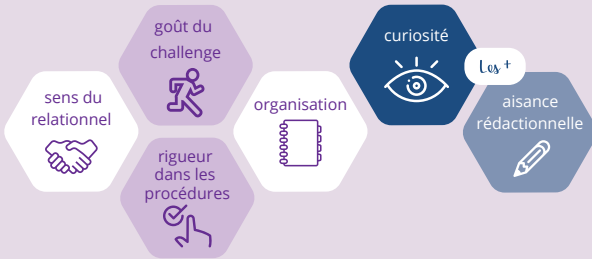 sens du
relationnel
goût du
challenge
rigueur
dans les
procédures
organisation
curiosité
Les +
aisance
rédactionnelle